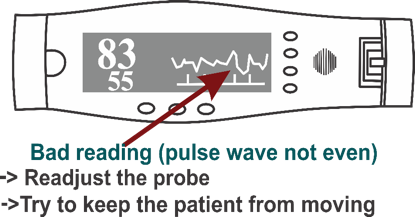 83
55
Bad reading (pulse wave not even)
-> Readjust the probe
->Try to keep the patient from moving